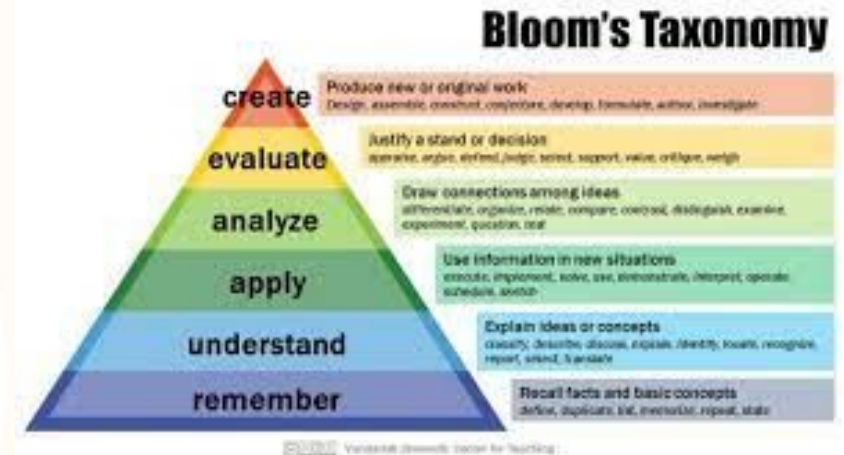 Bloom's Taxonomy
create
Produce new or original work
Design, assemble, construct, conjecture, develop, formulate, author, investigate
evaluate
Justify a stand or decision
appraise, argue, defend, judge, select, support, value, critique, weigh
analyze
Draw connections among ideas
differentiate, organize, relate, compare, contrast, distinguish, examine,
experiment, question, test
apply
Use information in new situations
execute, implement, solve, use, demonstrate, interpret, operate,
schedule, sketch
understand
Explain ideas or concepts
classify, describe, discuss, explain, identify, locate, recognize,
report, select, translate
remember
Recall facts and basic concepts
define, duplicate, list, memorize, repeat, state
Vanderbilt University Center for Teaching